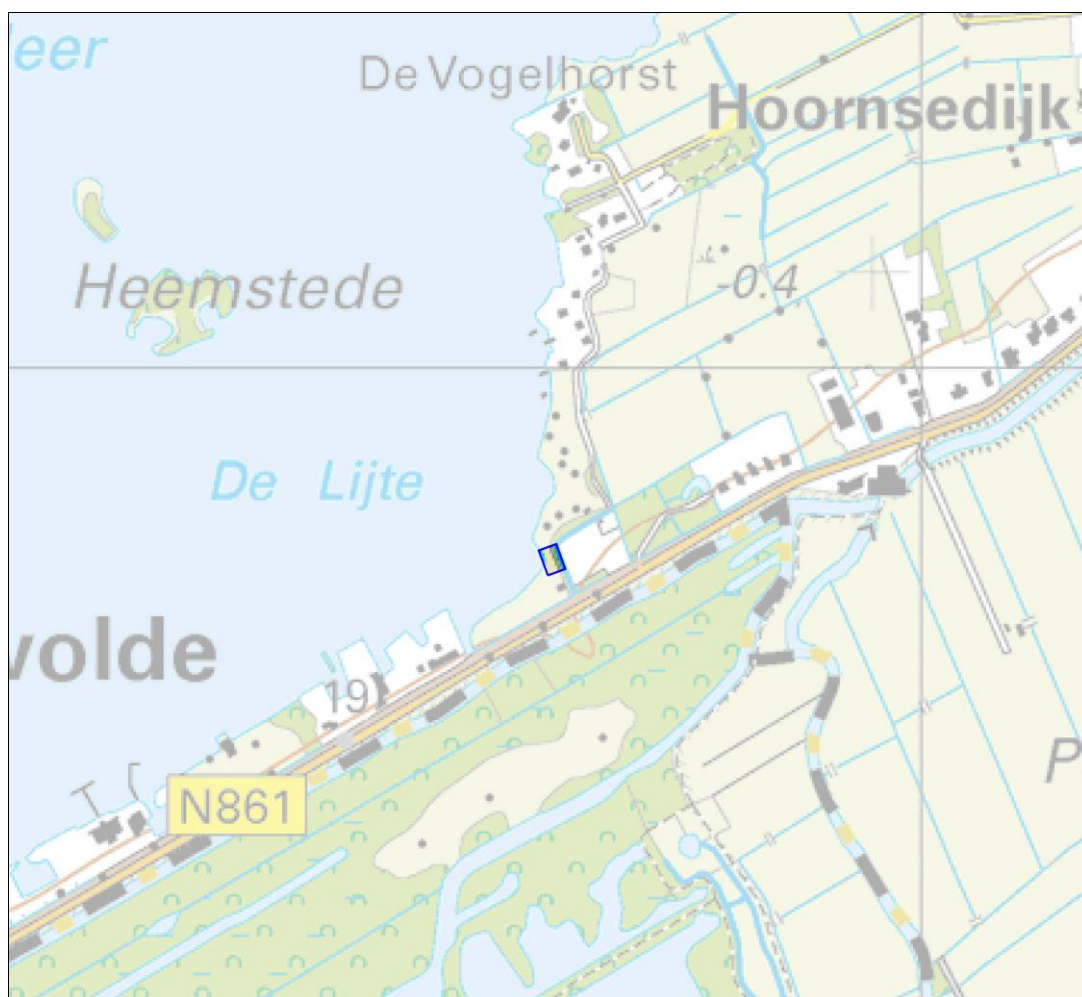 eer
De Vogelhorst
Hoornsedijk
Heemstede
-0.4
De Lijte
volde
19
N861
P